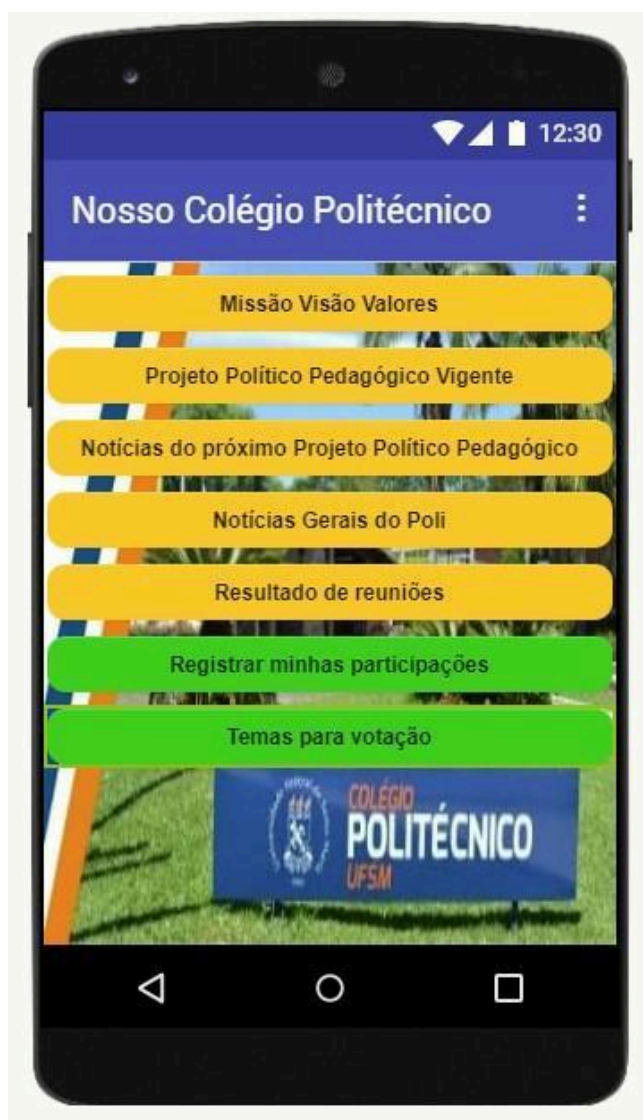 12:30
Nosso Colégio Politécnico
Missão Visão Valores
Projeto Político Pedagógico Vigente
Notícias do próximo Projeto Político Pedagógico
Notícias Gerais do Poli
Resultado de reuniões
Registrar minhas participações
Temas para votação
COLÉGIO
POLITÉCNICO
UFSM